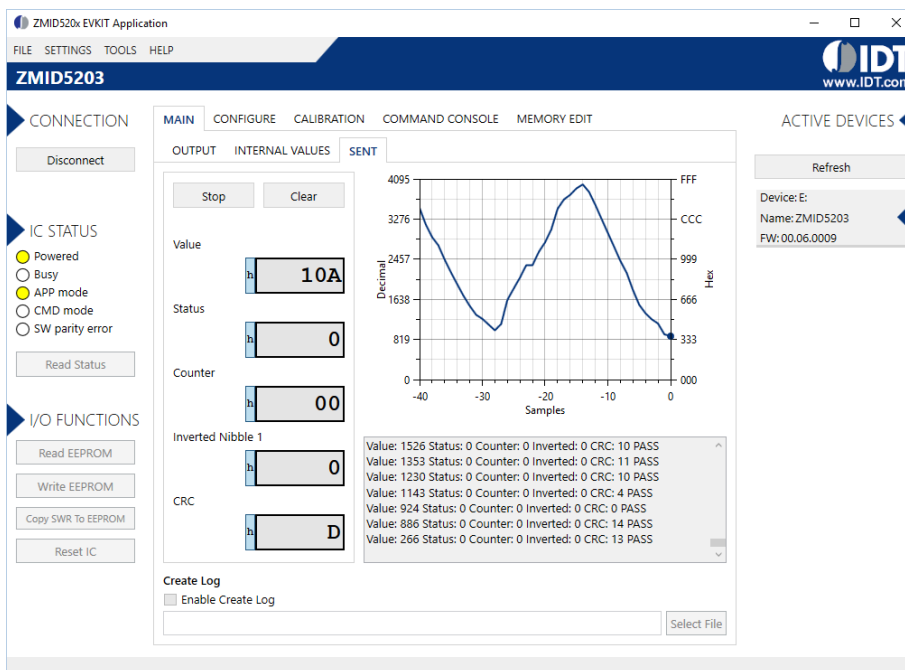 ZMID520x EVKIT Application
FILE SETTINGS TOOLS HELP
IDT
www.IDT.com
ZMID5203
CONNECTION
Disconnect
IC STATUS
Powered
Busy
APP mode
CMD mode
SW parity error
Read Status
I/O FUNCTIONS
Read EEPROM
Write EEPROM
Copy SWR To EEPROM
Reset IC
MAIN CONFIGURE CALIBRATION COMMAND CONSOLE MEMORY EDIT
OUTPUT INTERNAL VALUES SENT
Stop Clear
Value
h 10A
Status
h 0
Counter
h 00
Inverted Nibble 1
h 0
CRC
h D
4095 FFF
3276 CCC
2457 999
1638 666
819 333
0 000
Decimal
Hex
-40 -30 -20 -10 0
Samples
Value: 1526 Status: 0 Counter: 0 Inverted: 0 CRC: 10 PASS
Value: 1353 Status: 0 Counter: 0 Inverted: 0 CRC: 11 PASS
Value: 1230 Status: 0 Counter: 0 Inverted: 0 CRC: 10 PASS
Value: 1143 Status: 0 Counter: 0 Inverted: 0 CRC: 4 PASS
Value: 924 Status: 0 Counter: 0 Inverted: 0 CRC: 0 PASS
Value: 886 Status: 0 Counter: 0 Inverted: 0 CRC: 14 PASS
Value: 266 Status: 0 Counter: 0 Inverted: 0 CRC: 13 PASS
Create Log
Enable Create Log
Select File
ACTIVE DEVICES
Refresh
Device: E:
Name: ZMID5203
FW: 00.06.0009